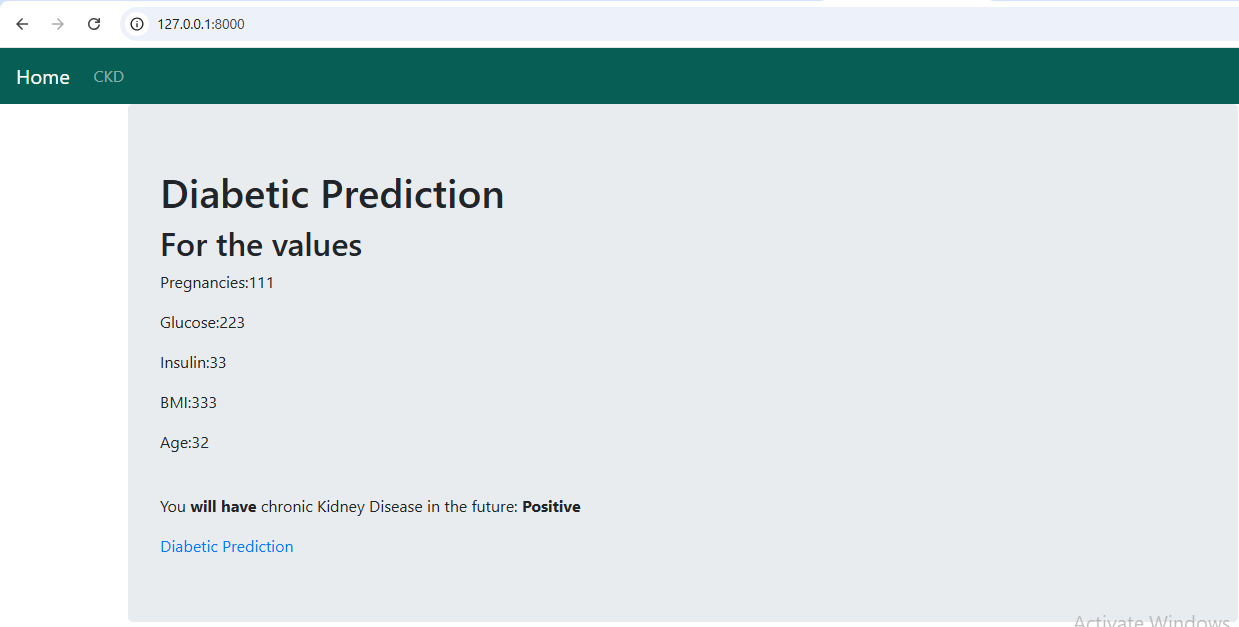 127.0.0.1:8000
Home CKD
Diabetic Prediction
For the values
Pregnancies:111
Glucose:223
Insulin:33
BMI:333
Age:32
You will have chronic Kidney Disease in the future: Positive
Diabetic Prediction
Activate Windows